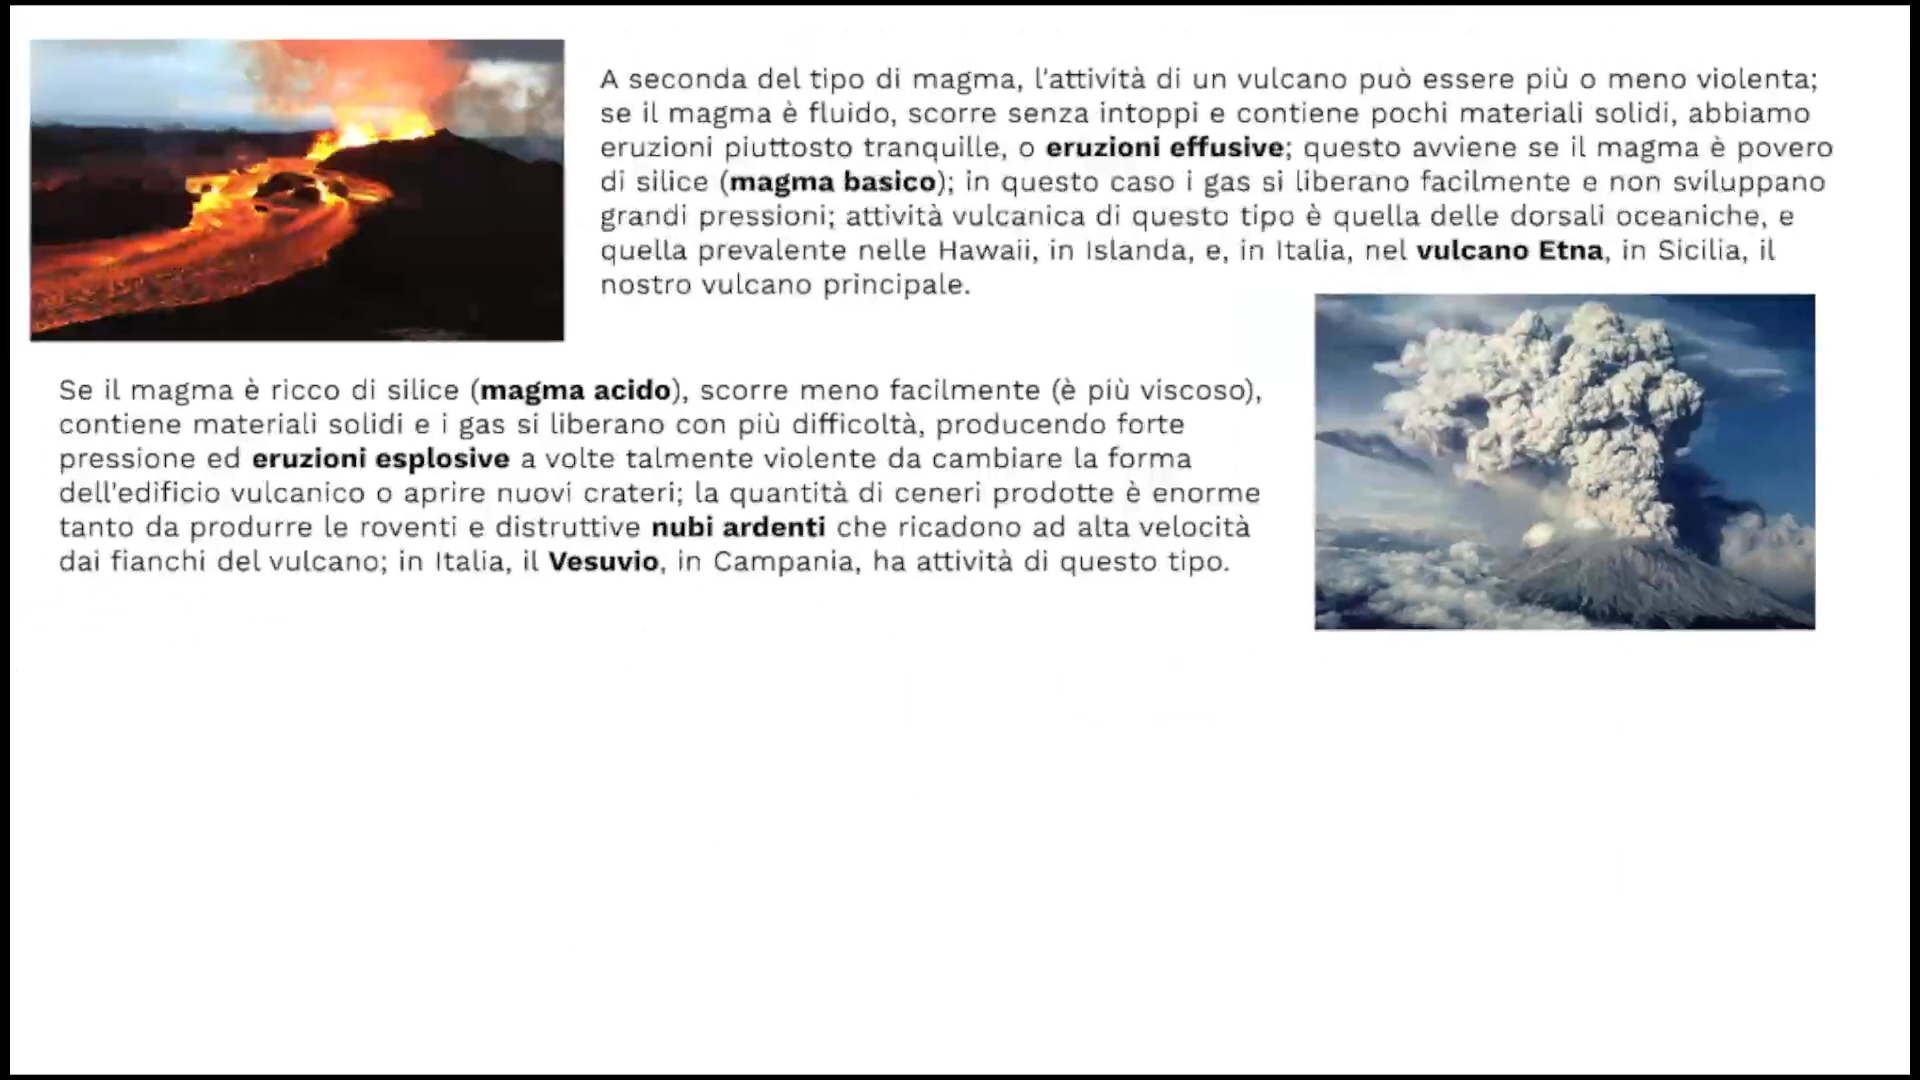 A seconda del tipo di magma, l'attività di un vulcano può essere più o meno violenta;
se il magma è fluido, scorre senza intoppi e contiene pochi materiali solidi, abbiamo
eruzioni piuttosto tranquille, o eruzioni effusive; questo avviene se il magma è povero
di silice (magma basico); in questo caso i gas si liberano facilmente e non sviluppano
grandi pressioni; attività vulcanica di questo tipo è quella delle dorsali oceaniche, e
quella prevalente nelle Hawaii, in Islanda, e, in Italia, nel vulcano Etna, in Sicilia, il
nostro vulcano principale.
Se il magma è ricco di silice (magma acido), scorre meno facilmente (è più viscoso),
contiene materiali solidi e i gas si liberano con più difficoltà, producendo forte
pressione ed eruzioni esplosive a volte talmente violente da cambiare la forma
dell'edificio vulcanico o aprire nuovi crateri; la quantità di ceneri prodotte è enorme
tanto da produrre le roventi e distruttive nubi ardenti che ricadono ad alta velocità
dai fianchi del vulcano; in Italia, il Vesuvio, in Campania, ha attività di questo tipo.